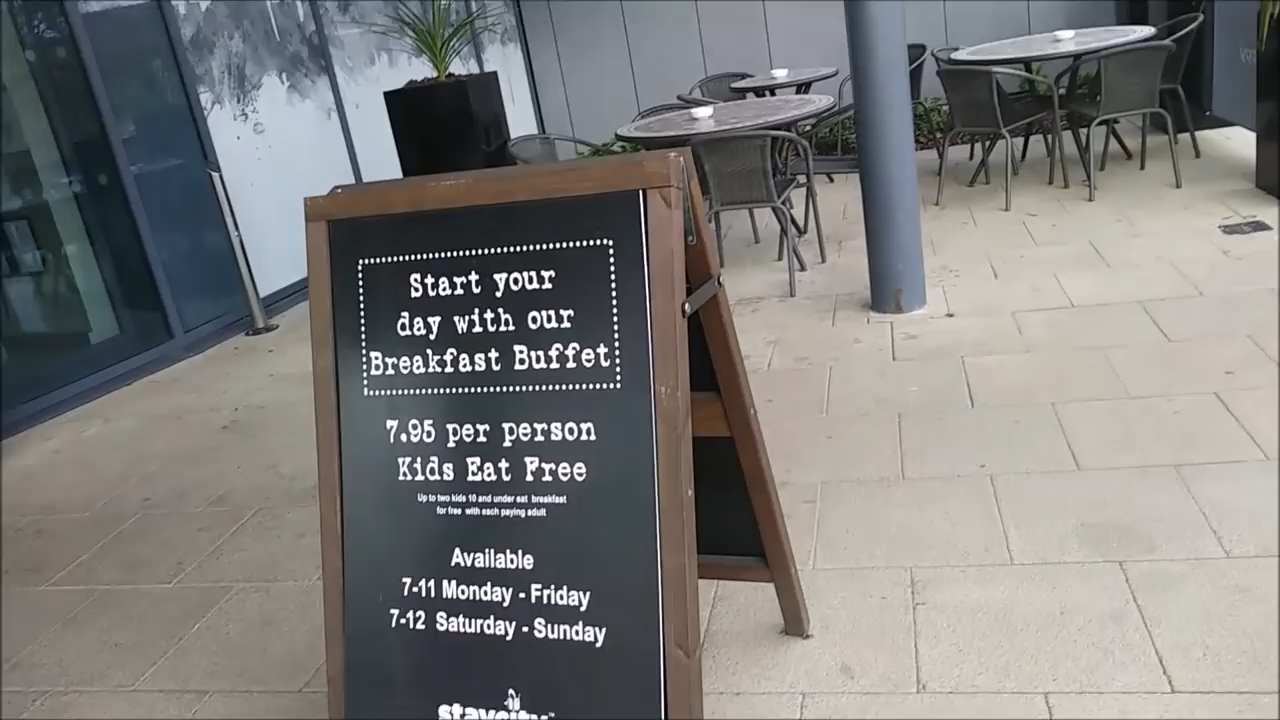 Start your
day with our
Breakfast Buffet
7.95 per person
Kids Eat Free
Up to two kids 10 and under eat breakfast
for free with each paying adult
Available
7-11 Monday - Friday
7-12 Saturday - Sunday
staycity™